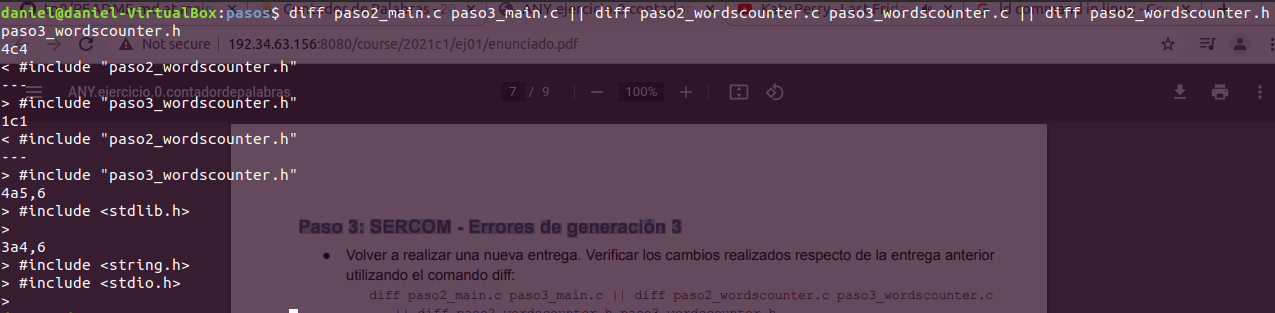 daniel@daniel-VirtualBox:pasos$ diff paso2_main.c paso3_main.c || diff paso2_wordscounter.c paso3_wordscounter.c || diff paso2_wordscounter.h
paso3_wordscounter.h
Not secure 192.34.63.156:8080/course/2021c1/ej01/enunciado.pdf
4c4
< #include "paso2_wordscounter.h"
---
ANY.ejercicio.0.contadordepalabras 7 / 9 100%
> #include "paso3_wordscounter.h"
1c1
< #include "paso2_wordscounter.h"
---
> #include "paso3_wordscounter.h"
4a5,6
> #include <stdlib.h>
>
3a4,6
> #include <string.h>
> #include <stdio.h>
>
Paso 3: SERCOM - Errores de generación 3
● Volver a realizar una nueva entrega. Verificar los cambios realizados respecto de la entrega anterior
utilizando el comando diff:
diff paso2_main.c paso3_main.c || diff paso2_wordscounter.c paso3_wordscounter.c
|| diff paso2_wordscounter.h paso3_wordscounter.h